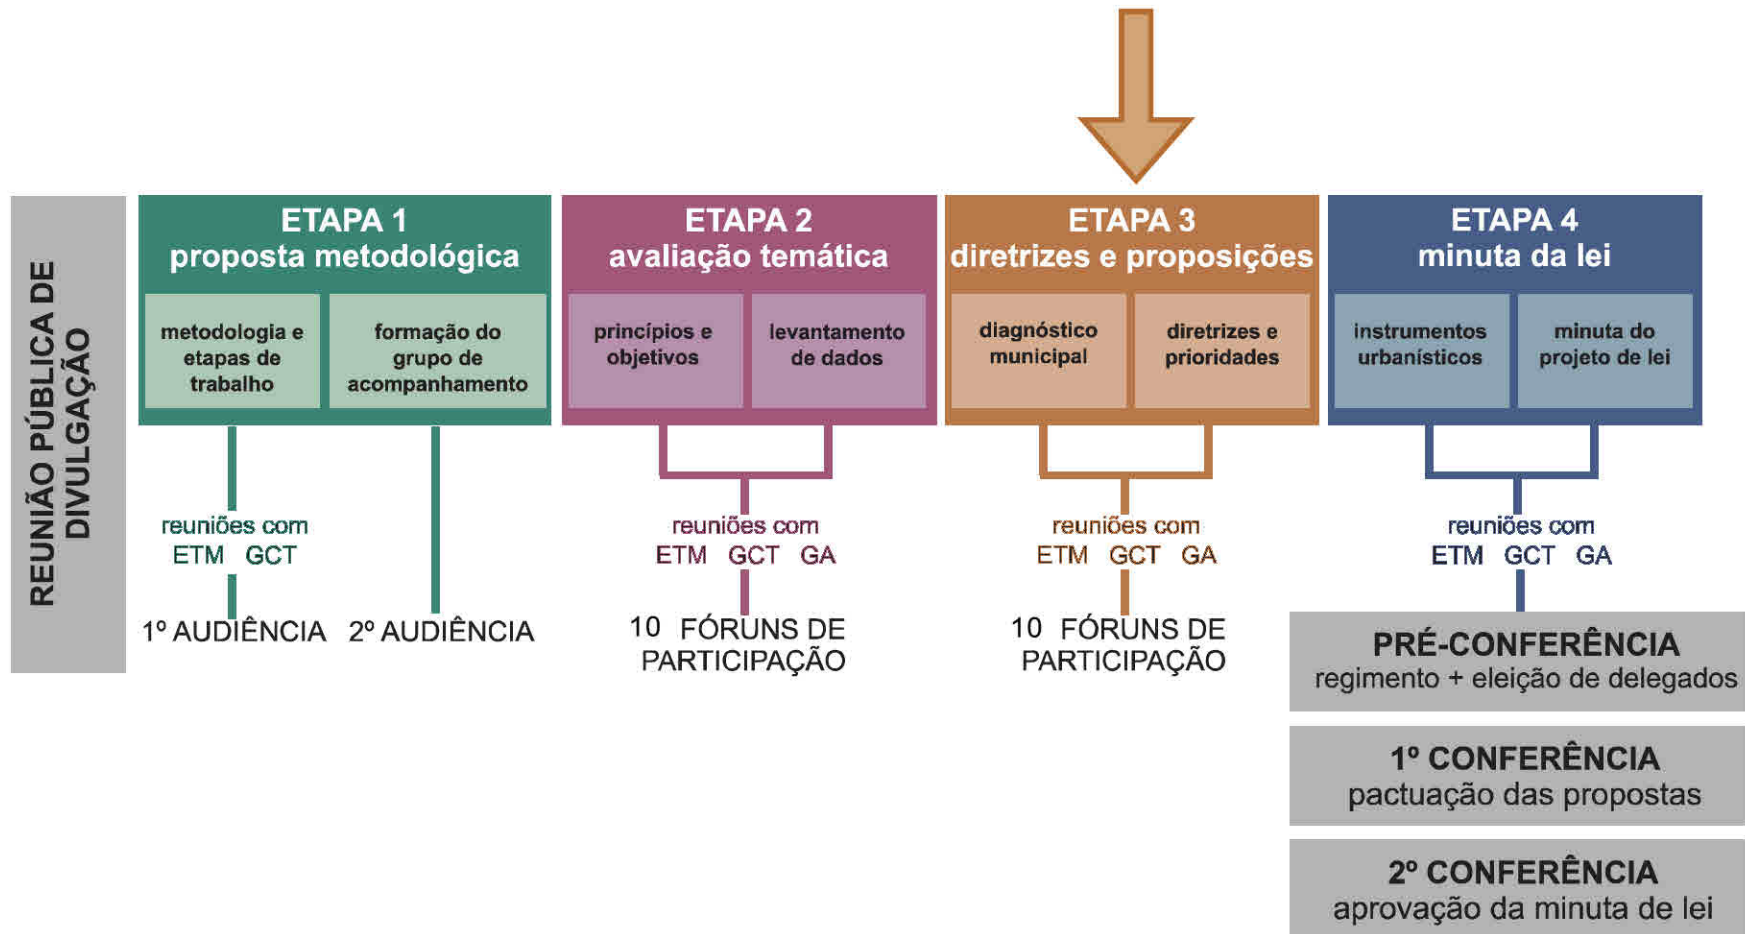 REUNIÃO PÚBLICA DE
DIVULGAÇÃO
ETAPA 1
proposta metodológica
metodologia e
etapas de
trabalho
formação do
grupo de
acompanhamento
reuniões com
ETM GCT
1º AUDIÊNCIA
2º AUDIÊNCIA
ETAPA 2
avaliação temática
princípios e
objetivos
levantamento
de dados
reuniões com
ETM GCT GA
10 FÓRUNS DE
PARTICIPAÇÃO
ETAPA 3
diretrizes e proposições
diagnóstico
municipal
diretrizes e
prioridades
reuniões com
ETM GCT GA
10 FÓRUNS DE
PARTICIPAÇÃO
ETAPA 4
minuta da lei
instrumentos
urbanísticos
minuta do
projeto de lei
reuniões com
ETM GCT GA
PRÉ-CONFERÊNCIA
regimento + eleição de delegados
1º CONFERÊNCIA
pactuação das propostas
2º CONFERÊNCIA
aprovação da minuta de lei